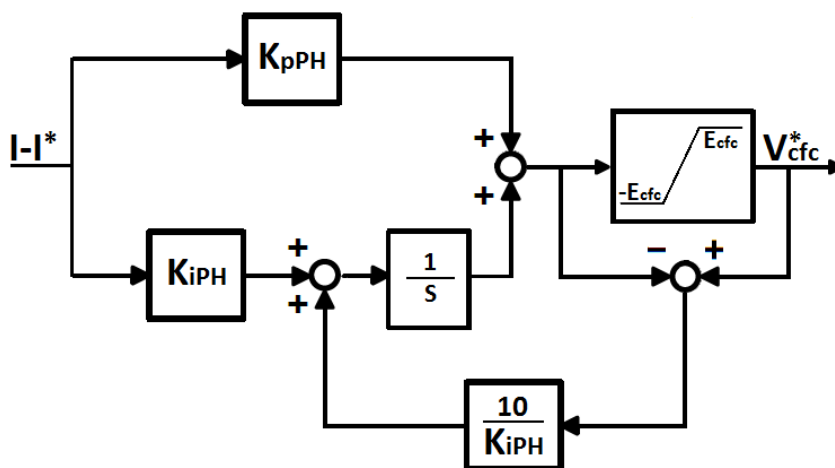 KpPH
I-I*
+
+
Ecfc
-Ecfc
V*cfc
KiPH
+
+
1
S
−
+
10
KiPH